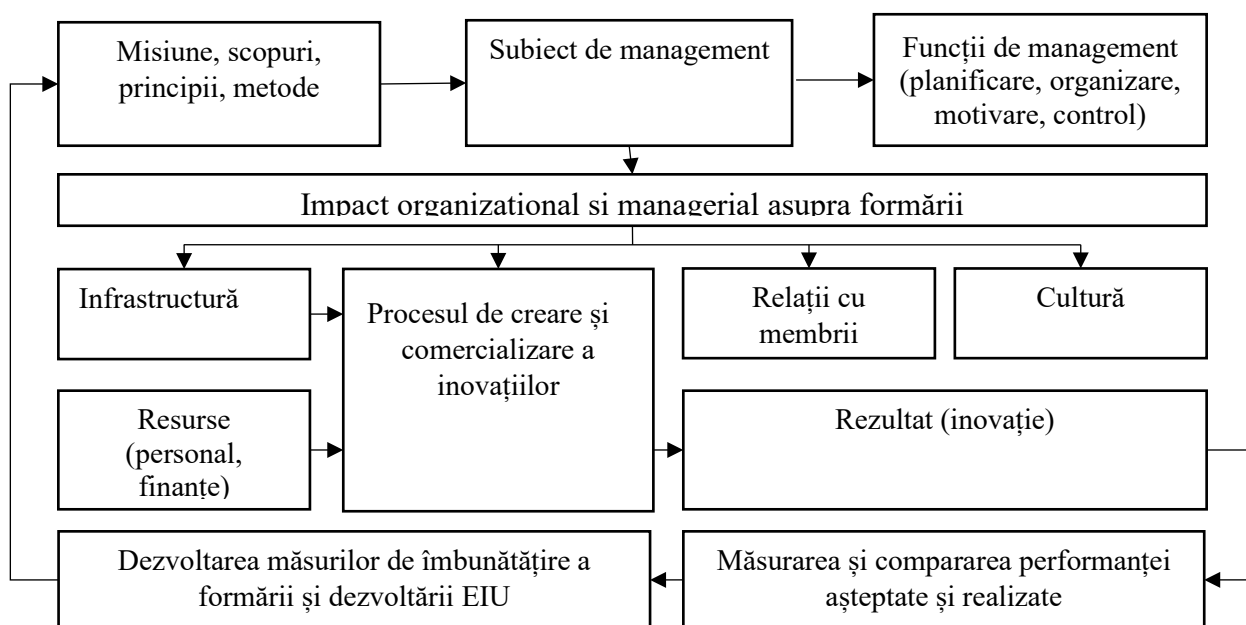 Misiune, scopuri,
principii, metode
Subiect de management
Funcții de management
(planificare, organizare,
motivare, control)
Impact organizațional și managerial asupra formării
Infrastructură
Procesul de creare și
comercializare a
inovațiilor
Relații cu
membrii
Cultură
Resurse
(personal,
finanțe)
Rezultat (inovație)
Dezvoltarea măsurilor de îmbunătățire a
formării și dezvoltării EIU
Măsurarea și compararea performanței
așteptate și realizate